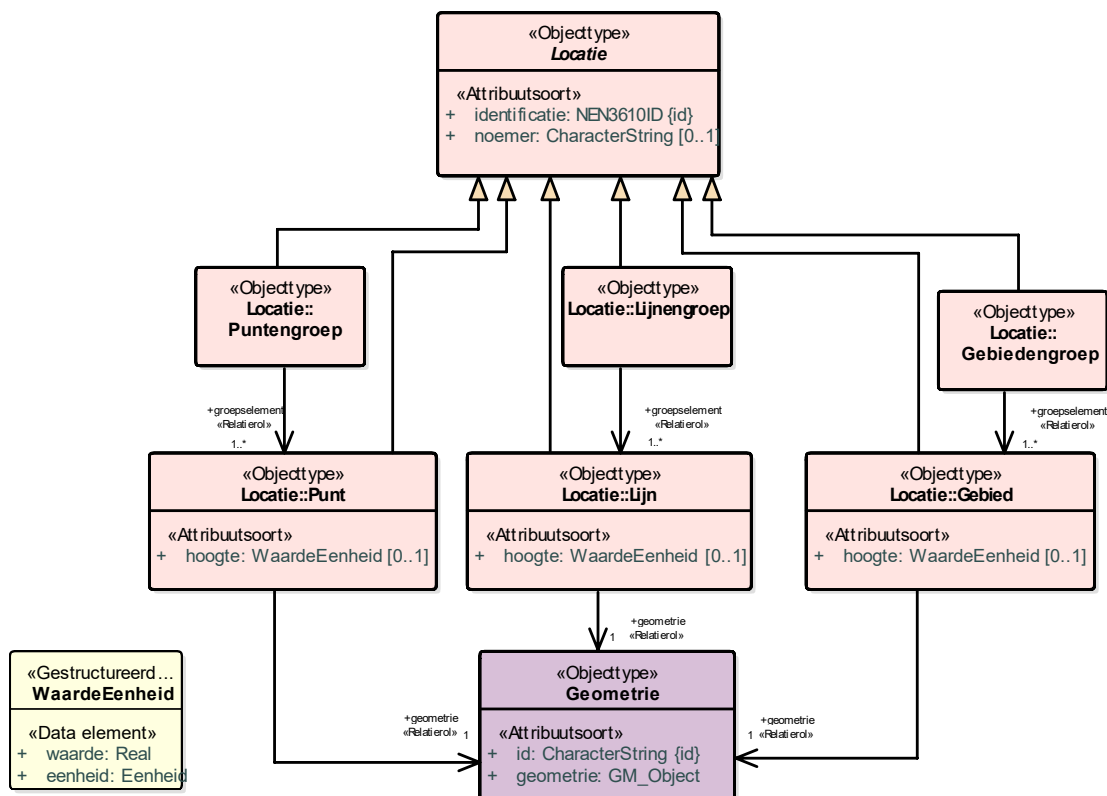 «Objecttype»
Locatie
«Attribuutsoort»
+ identificatie: NEN3610ID {id}
+ noemer: CharacterString [0..1]
«Objecttype»
Locatie::
Puntengroep
«Objecttype»
Locatie::Lijnengroep
«Objecttype»
Locatie::
Gebiedengroep
+groepselement
«Relatierol»
1..*
+groepselement
«Relatierol»
1..*
+groepselement
«Relatierol»
1..*
«Objecttype»
Locatie::Punt
«Attribuutsoort»
+ hoogte: WaardeEenheid [0..1]
«Objecttype»
Locatie::Lijn
«Attribuutsoort»
+ hoogte: WaardeEenheid [0..1]
«Objecttype»
Locatie::Gebied
«Attribuutsoort»
+ hoogte: WaardeEenheid [0..1]
+geometrie
«Relatierol»
1
«Gestructureerd...
WaardeEenheid
«Data element»
+ waarde: Real
+ eenheid: Eenheid
+geometrie
«Relatierol»
1
«Objecttype»
Geometrie
«Attribuutsoort»
+ id: CharacterString {id}
+ geometrie: GM_Object
+geometrie
«Relatierol»
1